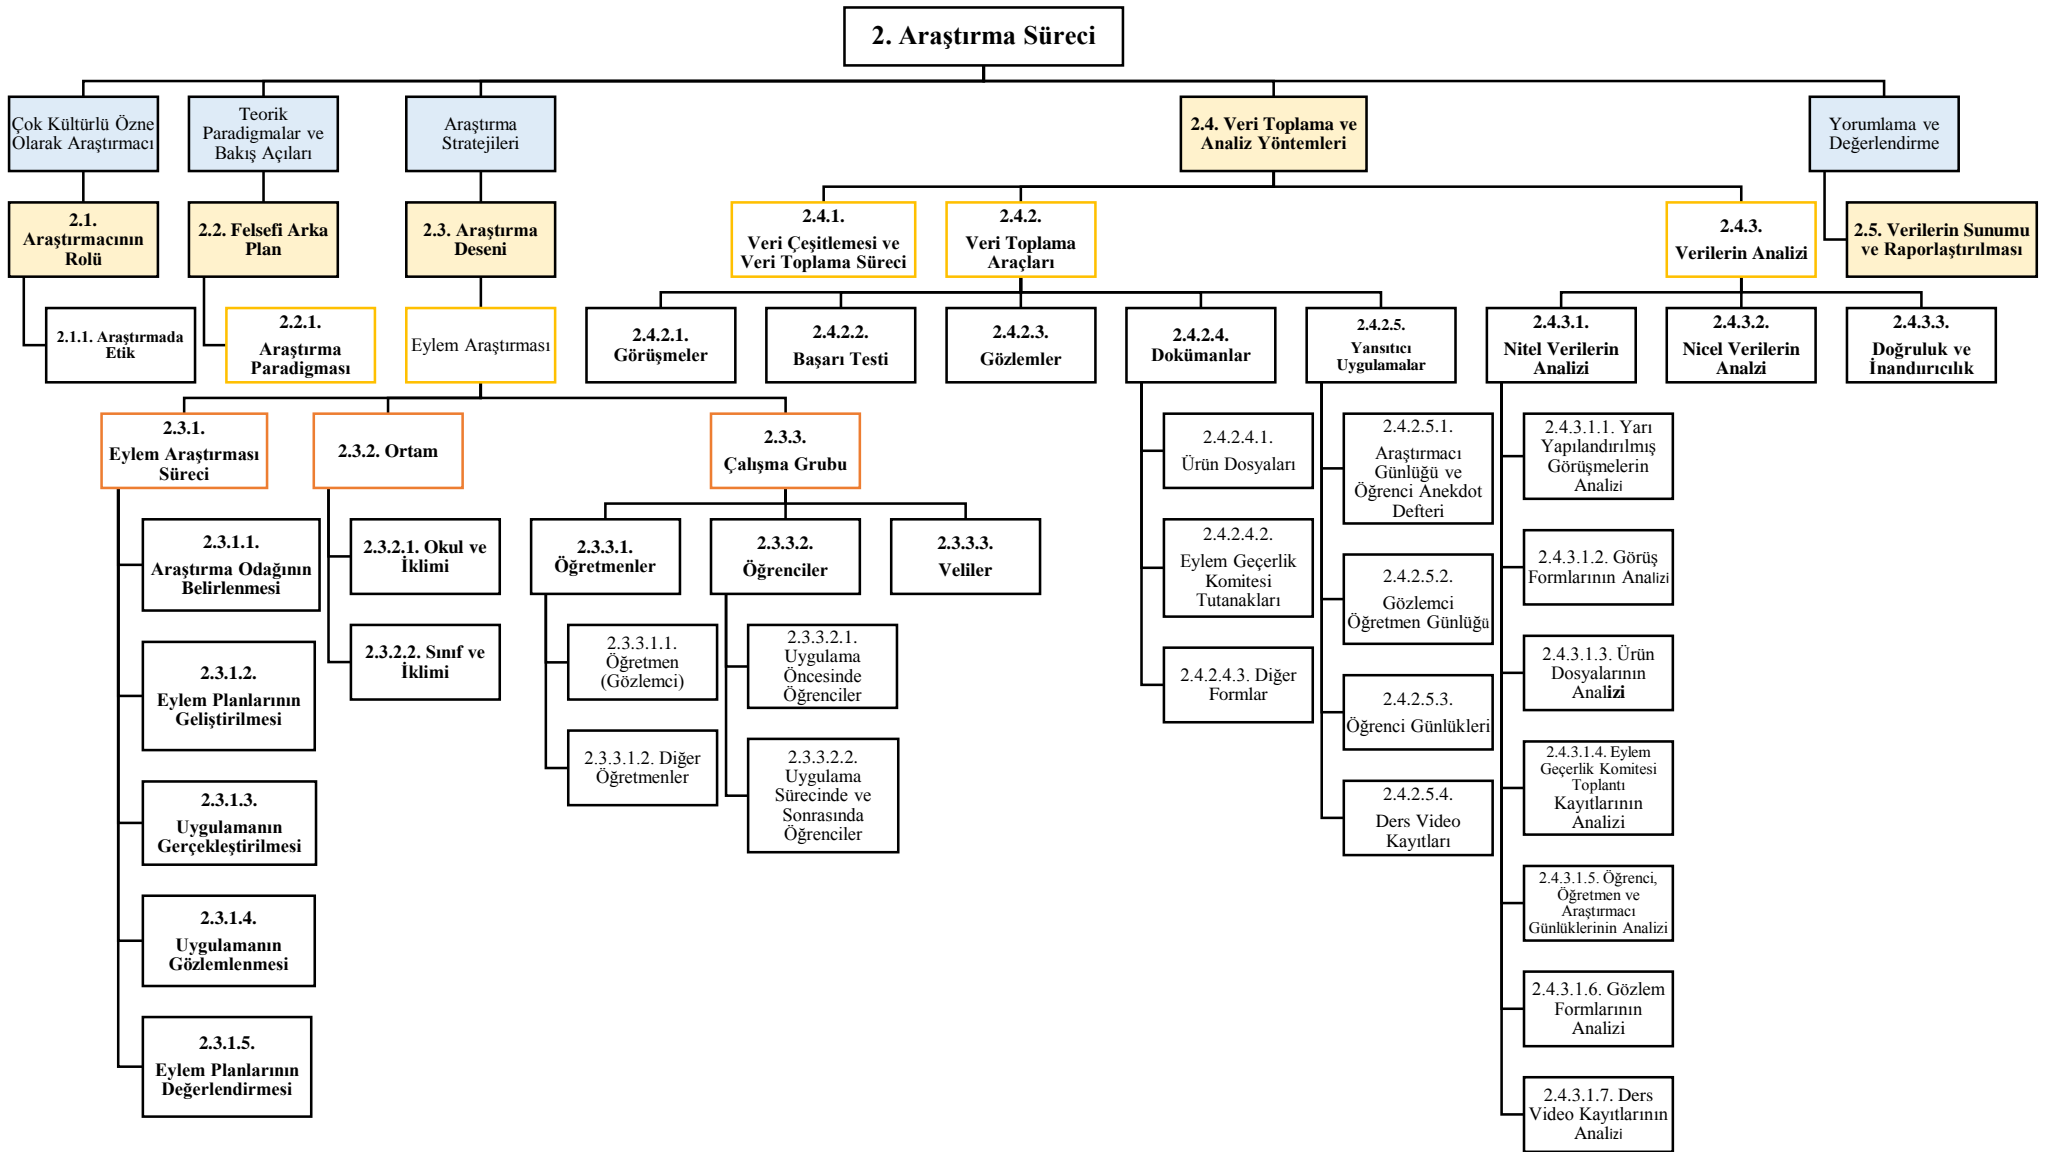 2. Araştırma Süreci
Çok Kültürlü Özne
Olarak Araştırmacı
Teorik
Paradigmalar ve
Bakış Açıları
Araştırma
Stratejileri
2.4. Veri Toplama ve
Analiz Yöntemleri
Yorumlama ve
Değerlendirme
2.1.
Araştırmacının
Rolü
2.2. Felsefi Arka
Plan
2.3. Araştırma
Deseni
2.4.1.
Veri Çeşitlemesi ve
Veri Toplama Süreci
2.4.2.
Veri Toplama
Araçları
2.4.3.
Verilerin Analizi
2.5. Verilerin Sunumu
ve Raporlaştırılması
2.1.1. Araştırmada
Etik
2.2.1.
Araştırma
Paradigması
Eylem Araştırması
2.4.2.1.
Görüşmeler
2.4.2.2.
Başarı Testi
2.4.2.3.
Gözlemler
2.4.2.4.
Dokümanlar
2.4.2.5.
Yansıtıcı
Uygulamalar
2.4.3.1.
Nitel Verilerin
Analizi
2.4.3.2.
Nicel Verilerin
Analzi
2.4.3.3.
Doğruluk ve
İnandıırıcılık
2.3.1.
Eylem Araştırması
Süreci
2.3.2. Ortam
2.3.3.
Çalışma Grubu
2.3.1.1.
Araştırma Odağının
Belirlenmesi
2.3.1.2.
Eylem Planlarının
Geliştirilmesi
2.3.1.3.
Uygulamanın
Gerçekleştirilmesi
2.3.1.4.
Uygulamanın
Gözlemlenmesi
2.3.1.5.
Eylem Planlarının
Değerlendirmesi
2.3.2.1. Okul ve
İklimi
2.3.2.2. Sınıf ve
İklimi
2.3.3.1.
Öğretmenler
2.3.3.2.
Öğrenciler
2.3.3.3.
Veliler
2.3.3.1.1.
Öğretmen
(Gözlemci)
2.3.3.1.2. Diğer
Öğretmenler
2.3.3.2.1.
Uygulama
Öncesinde
Öğrenciler
2.3.3.2.2.
Uygulama
Sürecinde ve
Sonrasında
Öğrenciler
2.4.2.4.1.
Ürün Dosyaları
2.4.2.4.2.
Eylem Geçerlik
Komitesi
Tutanakları
2.4.2.4.3. Diğer
Formlar
2.4.2.5.1.
Araştırmacı
Günlüğü ve
Öğrenci Anekdot
Defteri
2.4.2.5.2.
Gözlemci
Öğretmen Günlüğü
2.4.2.5.3.
Öğrenci Günlükleri
2.4.2.5.4.
Ders Video
Kayıtları
2.4.3.1.1. Yarı
Yapılandırılmış
Görüşmelerin
Analizi
2.4.3.1.2. Görüş
Formlarının Analizi
2.4.3.1.3. Ürün
Dosyalarının
Analizi
2.4.3.1.4. Eylem
Geçerlik Komitesi
Toplantı
Kayıtlarının
Analizi
2.4.3.1.5. Öğrenci,
Öğretmen ve
Araştırmacı
Günlüklerinin Analizi
2.4.3.1.6. Gözlem
Formlarının
Analizi
2.4.3.1.7. Ders
Video Kayıtlarının
Analizi